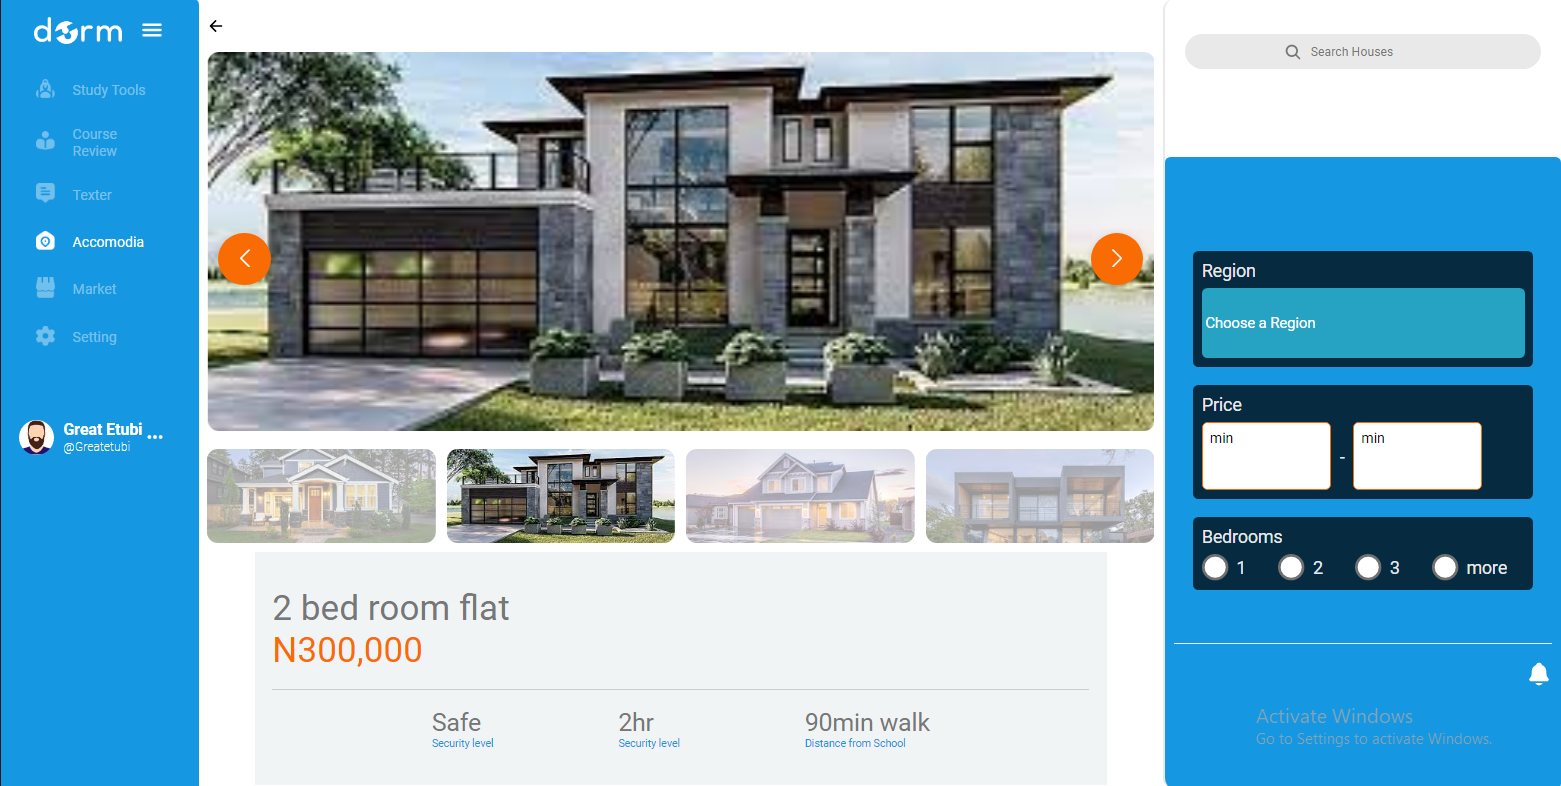 dorm
Study Tools
Course
Review
Texter
Accomodia
Market
Setting
Great Etubi
@Greatetubi
2 bed room flat
N300,000
Safe
Security level
2hr
Security level
90min walk
Distance from School
Search Houses
Region
Choose a Region
Price
min
-
min
Bedrooms
1
2
3
more
Activate Windows
Go to Settings to activate Windows.